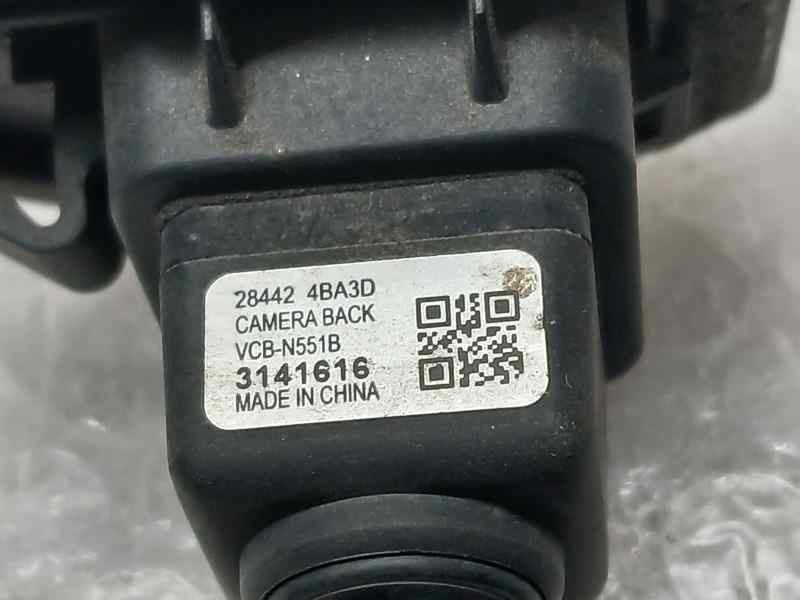 28442 4BA3D
CAMERA BACK
VCB-N551B
3141616
MADE IN CHINA